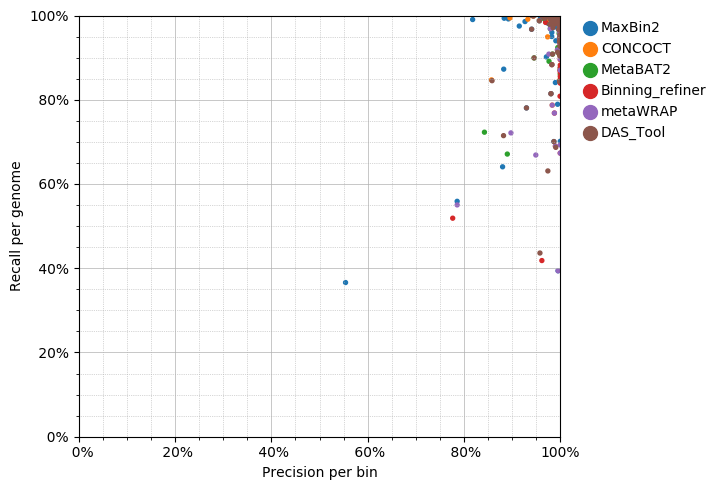 100%
80%
60%
40%
20%
0%
Recall per genome
0%
20%
40%
60%
80%
100%
Precision per bin
MaxBin2
CONCOCT
MetaBAT2
Binning_refiner
metaWRAP
DAS_Tool